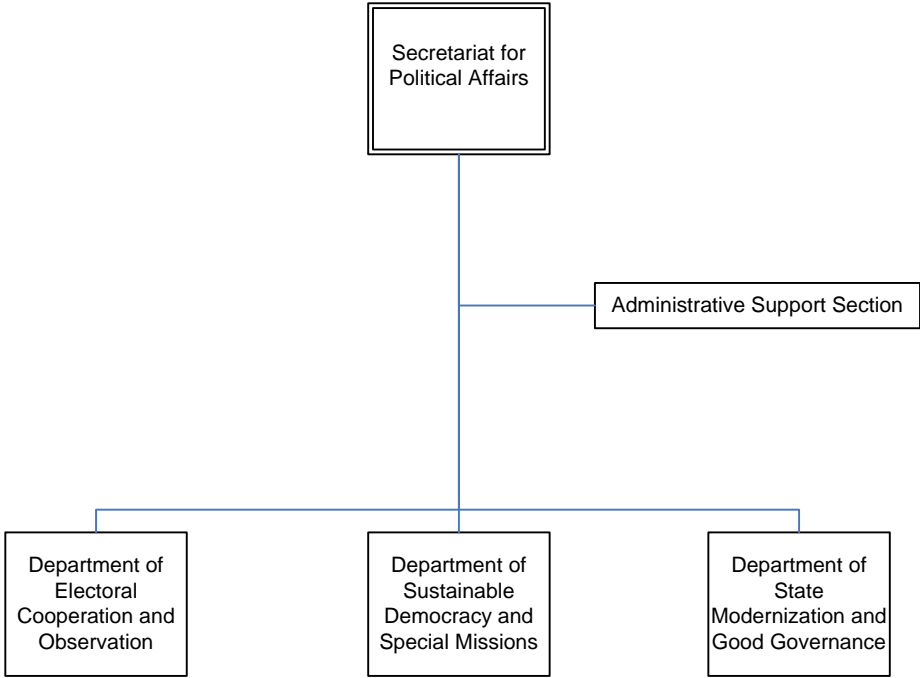 Secretariat for
Political Affairs
Administrative Support Section
Department of
Electoral
Cooperation and
Observation
Department of
Sustainable
Democracy and
Special Missions
Department of
State
Modernization and
Good Governance